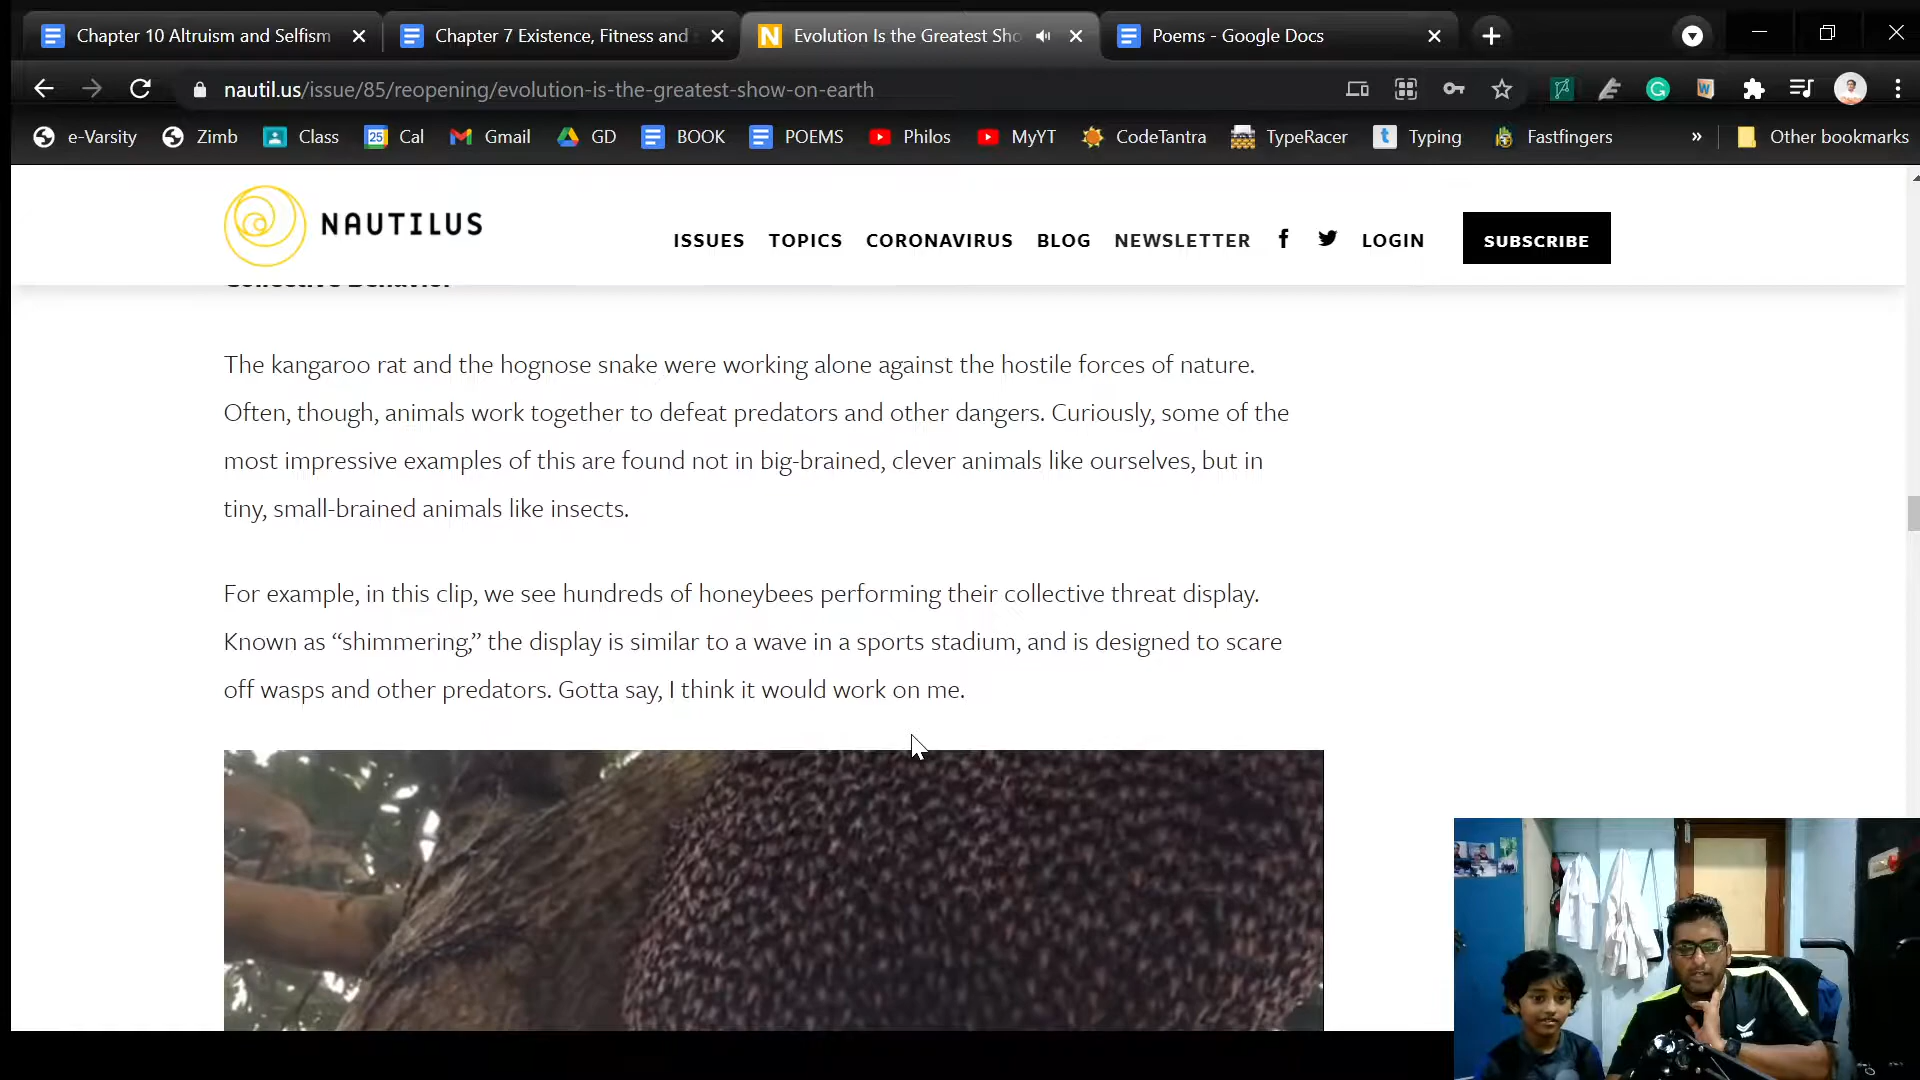 Chapter 10 Altruism and Selfism
Chapter 7 Existence, Fitness and
Evolution Is the Greatest Sho
Poems - Google Docs
nautil.us/issue/85/reopening/evolution-is-the-greatest-show-on-earth
e-Varsity
Zimb
Class
25
Cal
Gmail
GD
BOOK
POEMS
Philos
MyYT
CodeTantra
TypeRacer
Typing
Fastfingers
»
Other bookmarks
NAUTILUS
ISSUES
TOPICS
CORONAVIRUS
BLOG
NEWSLETTER
LOGIN
SUBSCRIBE
Collective Behavior
The kangaroo rat and the hognose snake were working alone against the hostile forces of nature.
Often, though, animals work together to defeat predators and other dangers. Curiously, some of the
most impressive examples of this are found not in big-brained, clever animals like ourselves, but in
tiny, small-brained animals like insects.
For example, in this clip, we see hundreds of honeybees performing their collective threat display.
Known as “shimmering,” the display is similar to a wave in a sports stadium, and is designed to scare
off wasps and other predators. Gotta say, I think it would work on me.